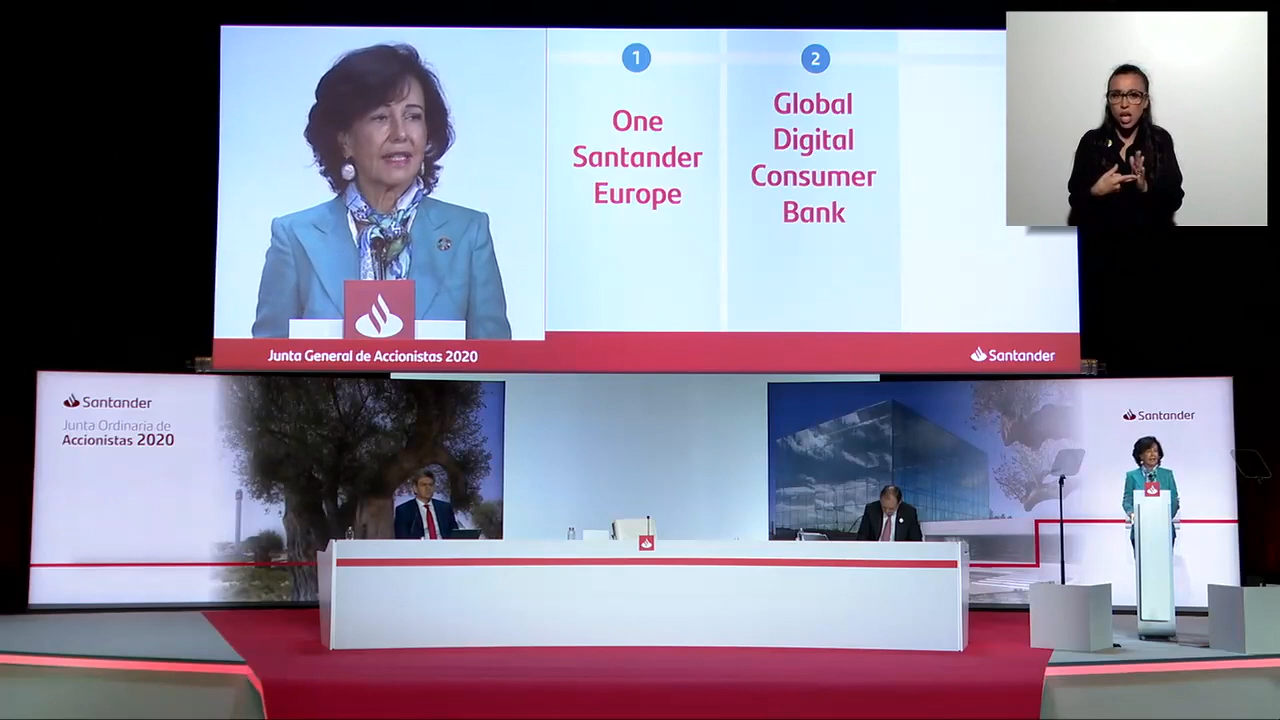 1
One
Santander
Europe
2
Global
Digital
Consumer
Bank
Junta General de Accionistas 2020
Santander
Santander
Junta Ordinaria de
Accionistas 2020
Santander